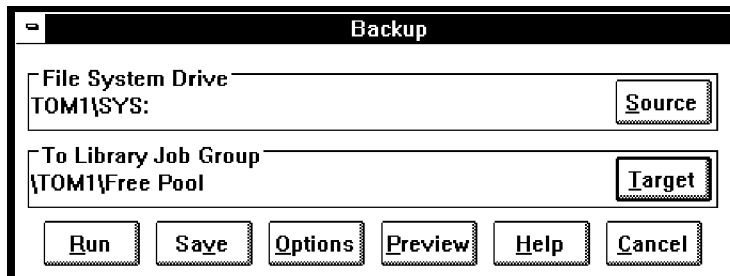 Backup
File System Drive
TOM1\SYS:
Source
To Library Job Group
\TOM1\Free Pool
Target
Run Save Options Preview Help Cancel